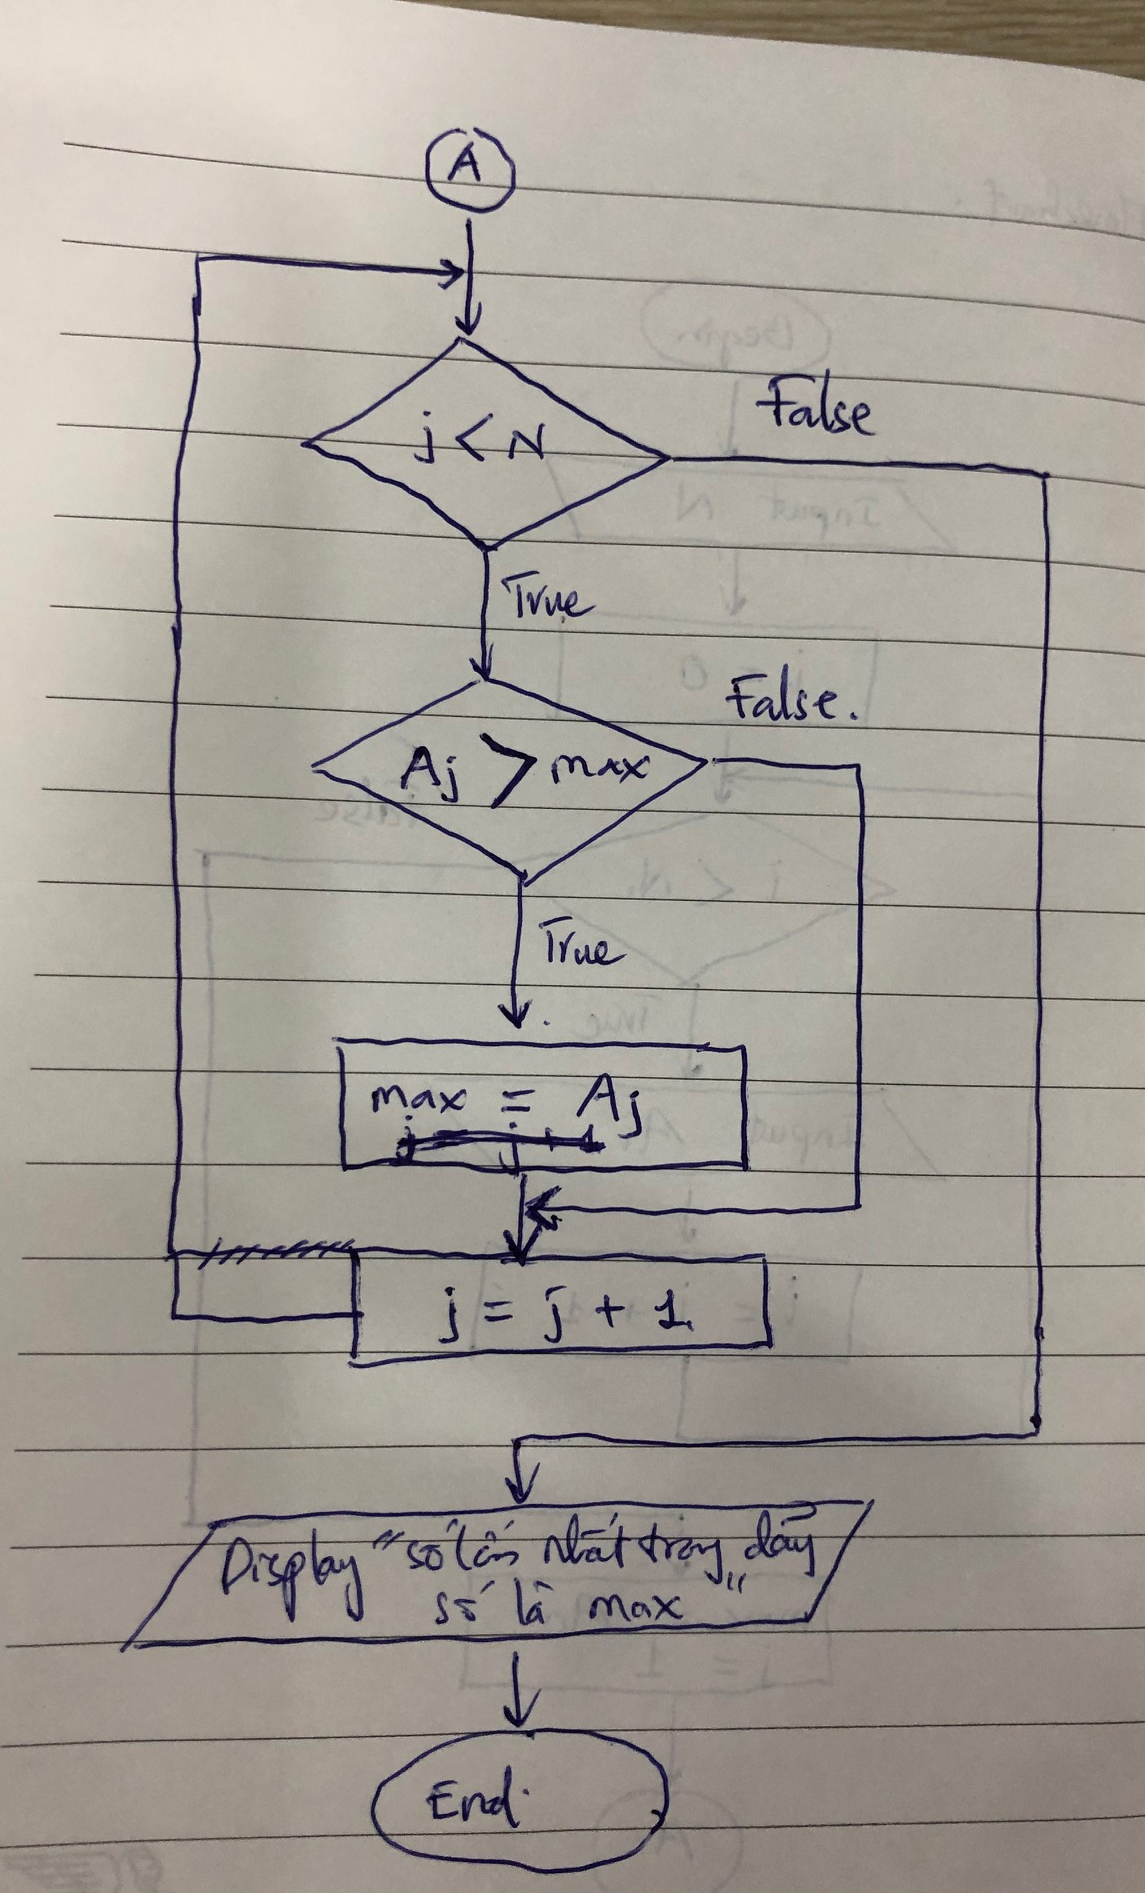 A
j < N
False
True
Aj > max
False.
True
max = Aj
j = j + 1
j = j + 1
Display "số lớn nhất trong dãy
số là max"
End.